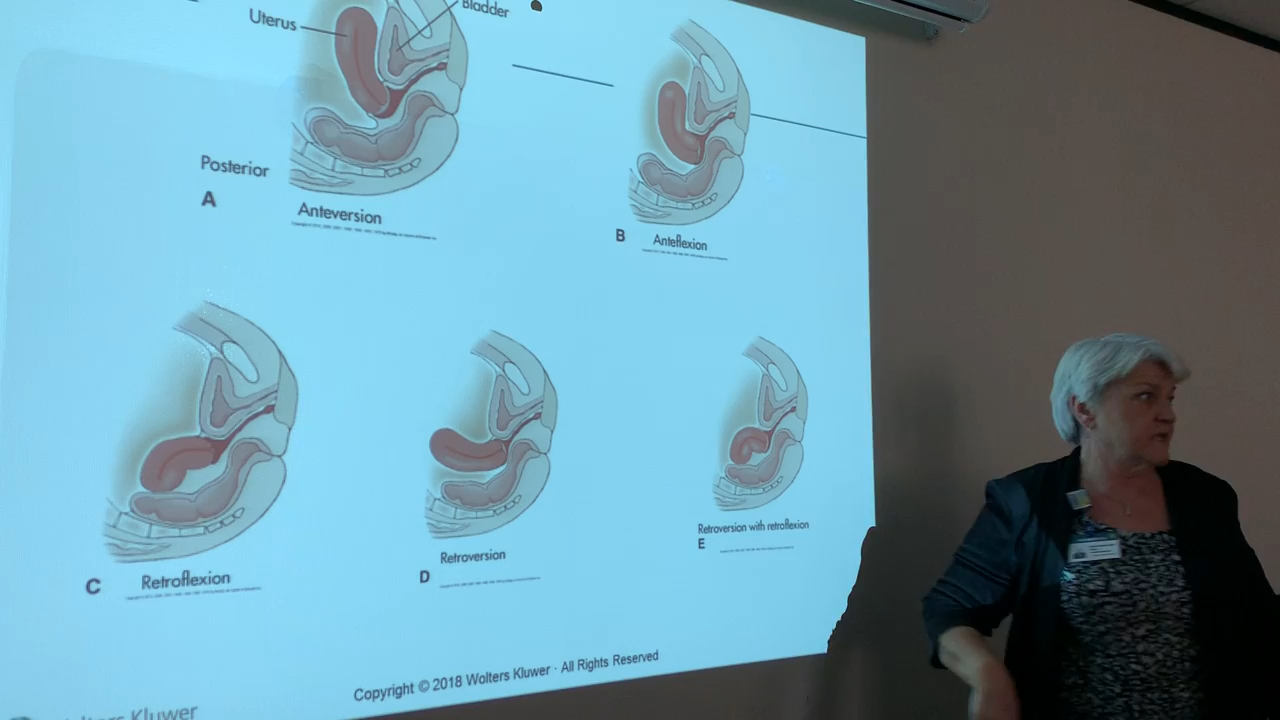 Uterus
Bladder
Posterior
A
Anteversion
B
Anteflexion
C
Retroflexion
D
Retroversion
Retroversion with retroflexion
E
Copyright © 2018 Wolters Kluwer · All Rights Reserved
Wolters Kluwer